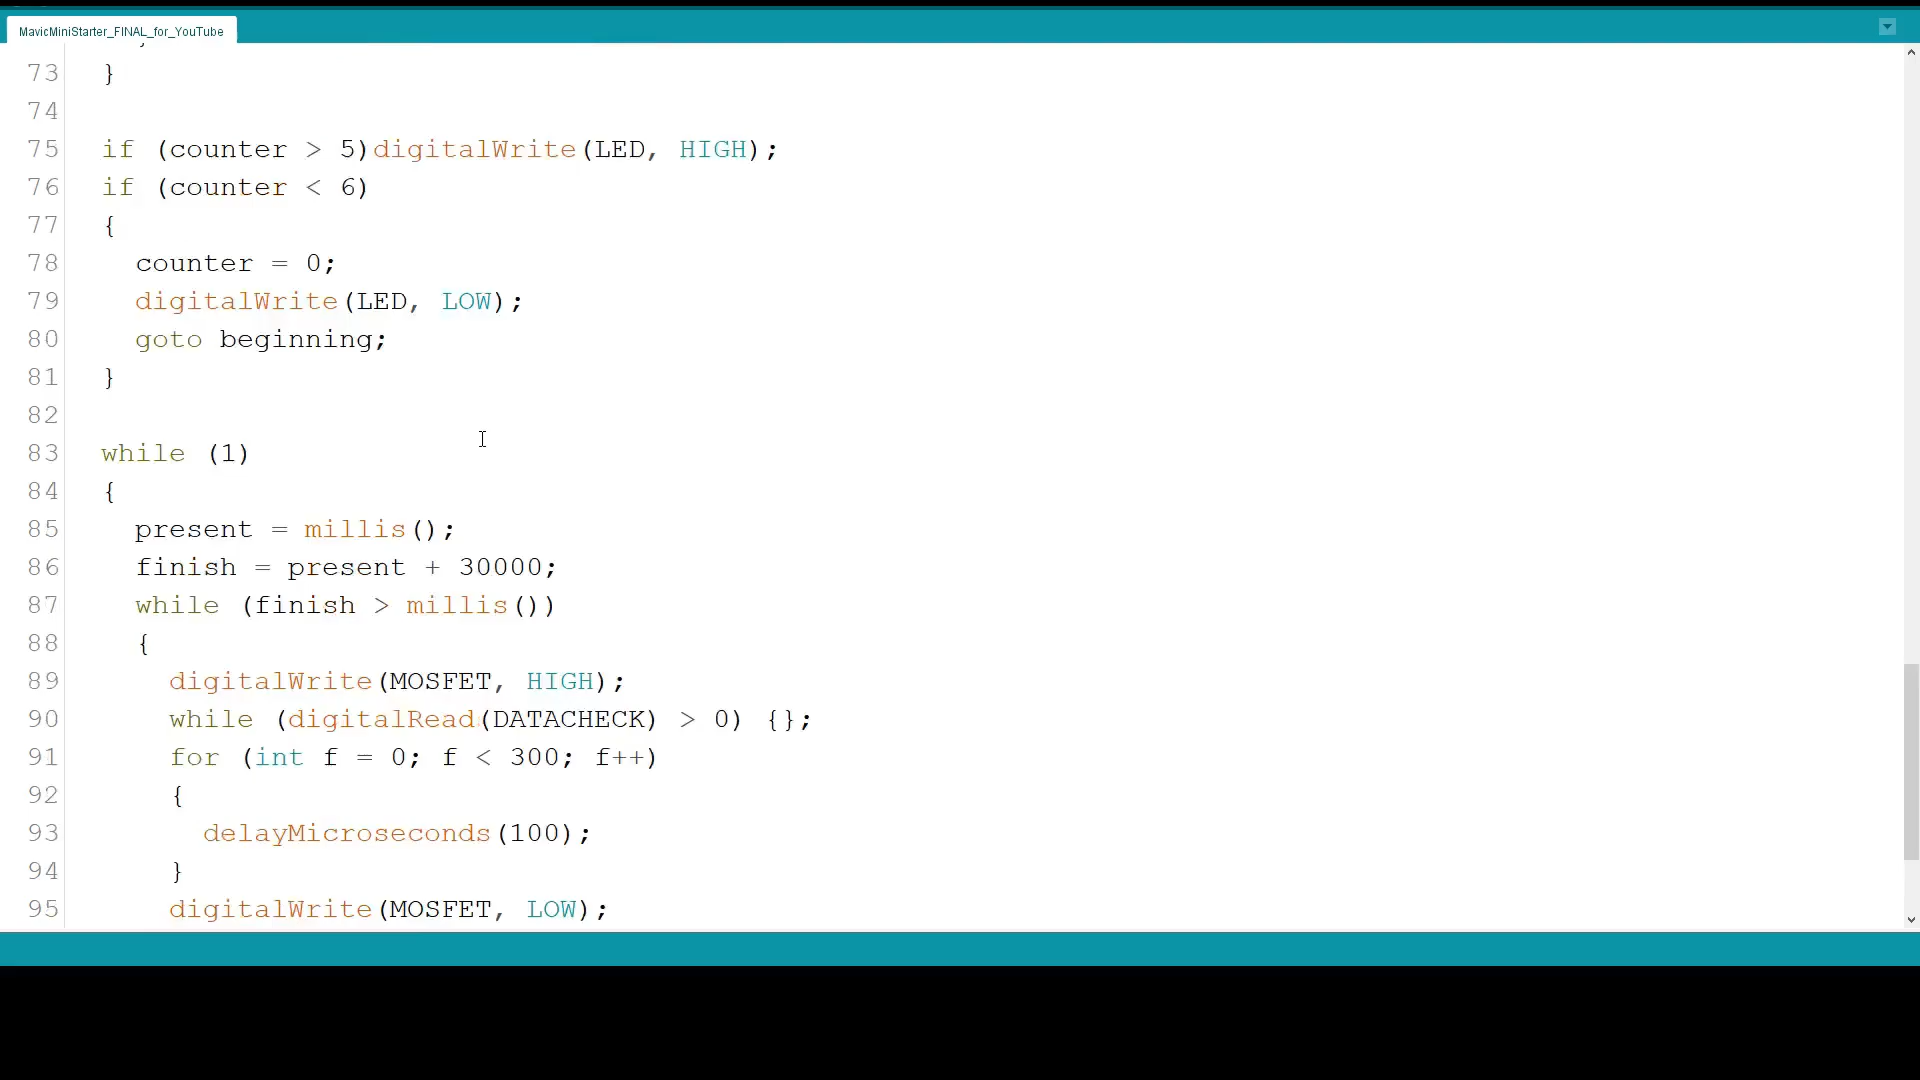 MavicMiniStarter_FINAL_for_YouTube
73 }
74
75 if (counter > 5)digitalWrite(LED, HIGH);
76 if (counter < 6)
77 {
78 counter = 0;
79 digitalWrite(LED, LOW);
80 goto beginning;
81 }
82
83 while (1)
84 {
85 present = millis();
86 finish = present + 30000;
87 while (finish > millis())
88 {
89 digitalWrite(MOSFET, HIGH);
90 while (digitalRead(DATACHECK) > 0) {};
91 for (int f = 0; f < 300; f++)
92 {
93 delayMicroseconds(100);
94 }
95 digitalWrite(MOSFET, LOW);